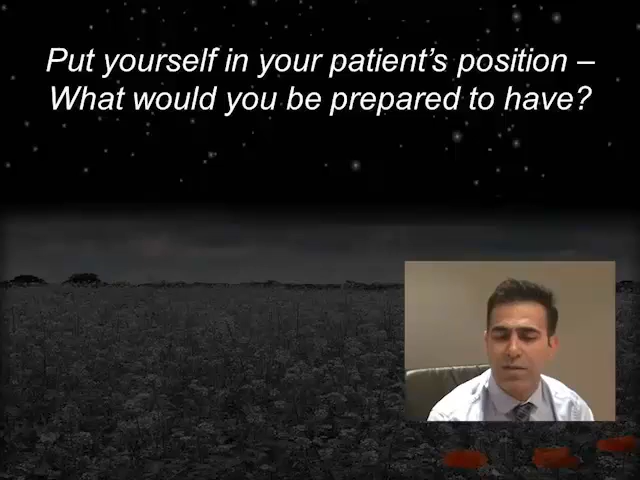 Put yourself in your patient’s position –
What would you be prepared to have?